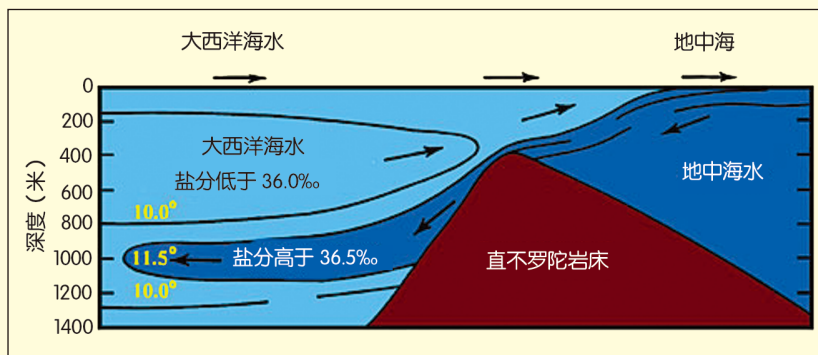 大西洋海水
地中海
深度（米）
0
200
400
600
800
1000
1200
1400
大西洋海水
盐分低于 36.0‰
10.0°
11.5°
盐分高于 36.5‰
10.0°
直不罗陀岩床
地中海水